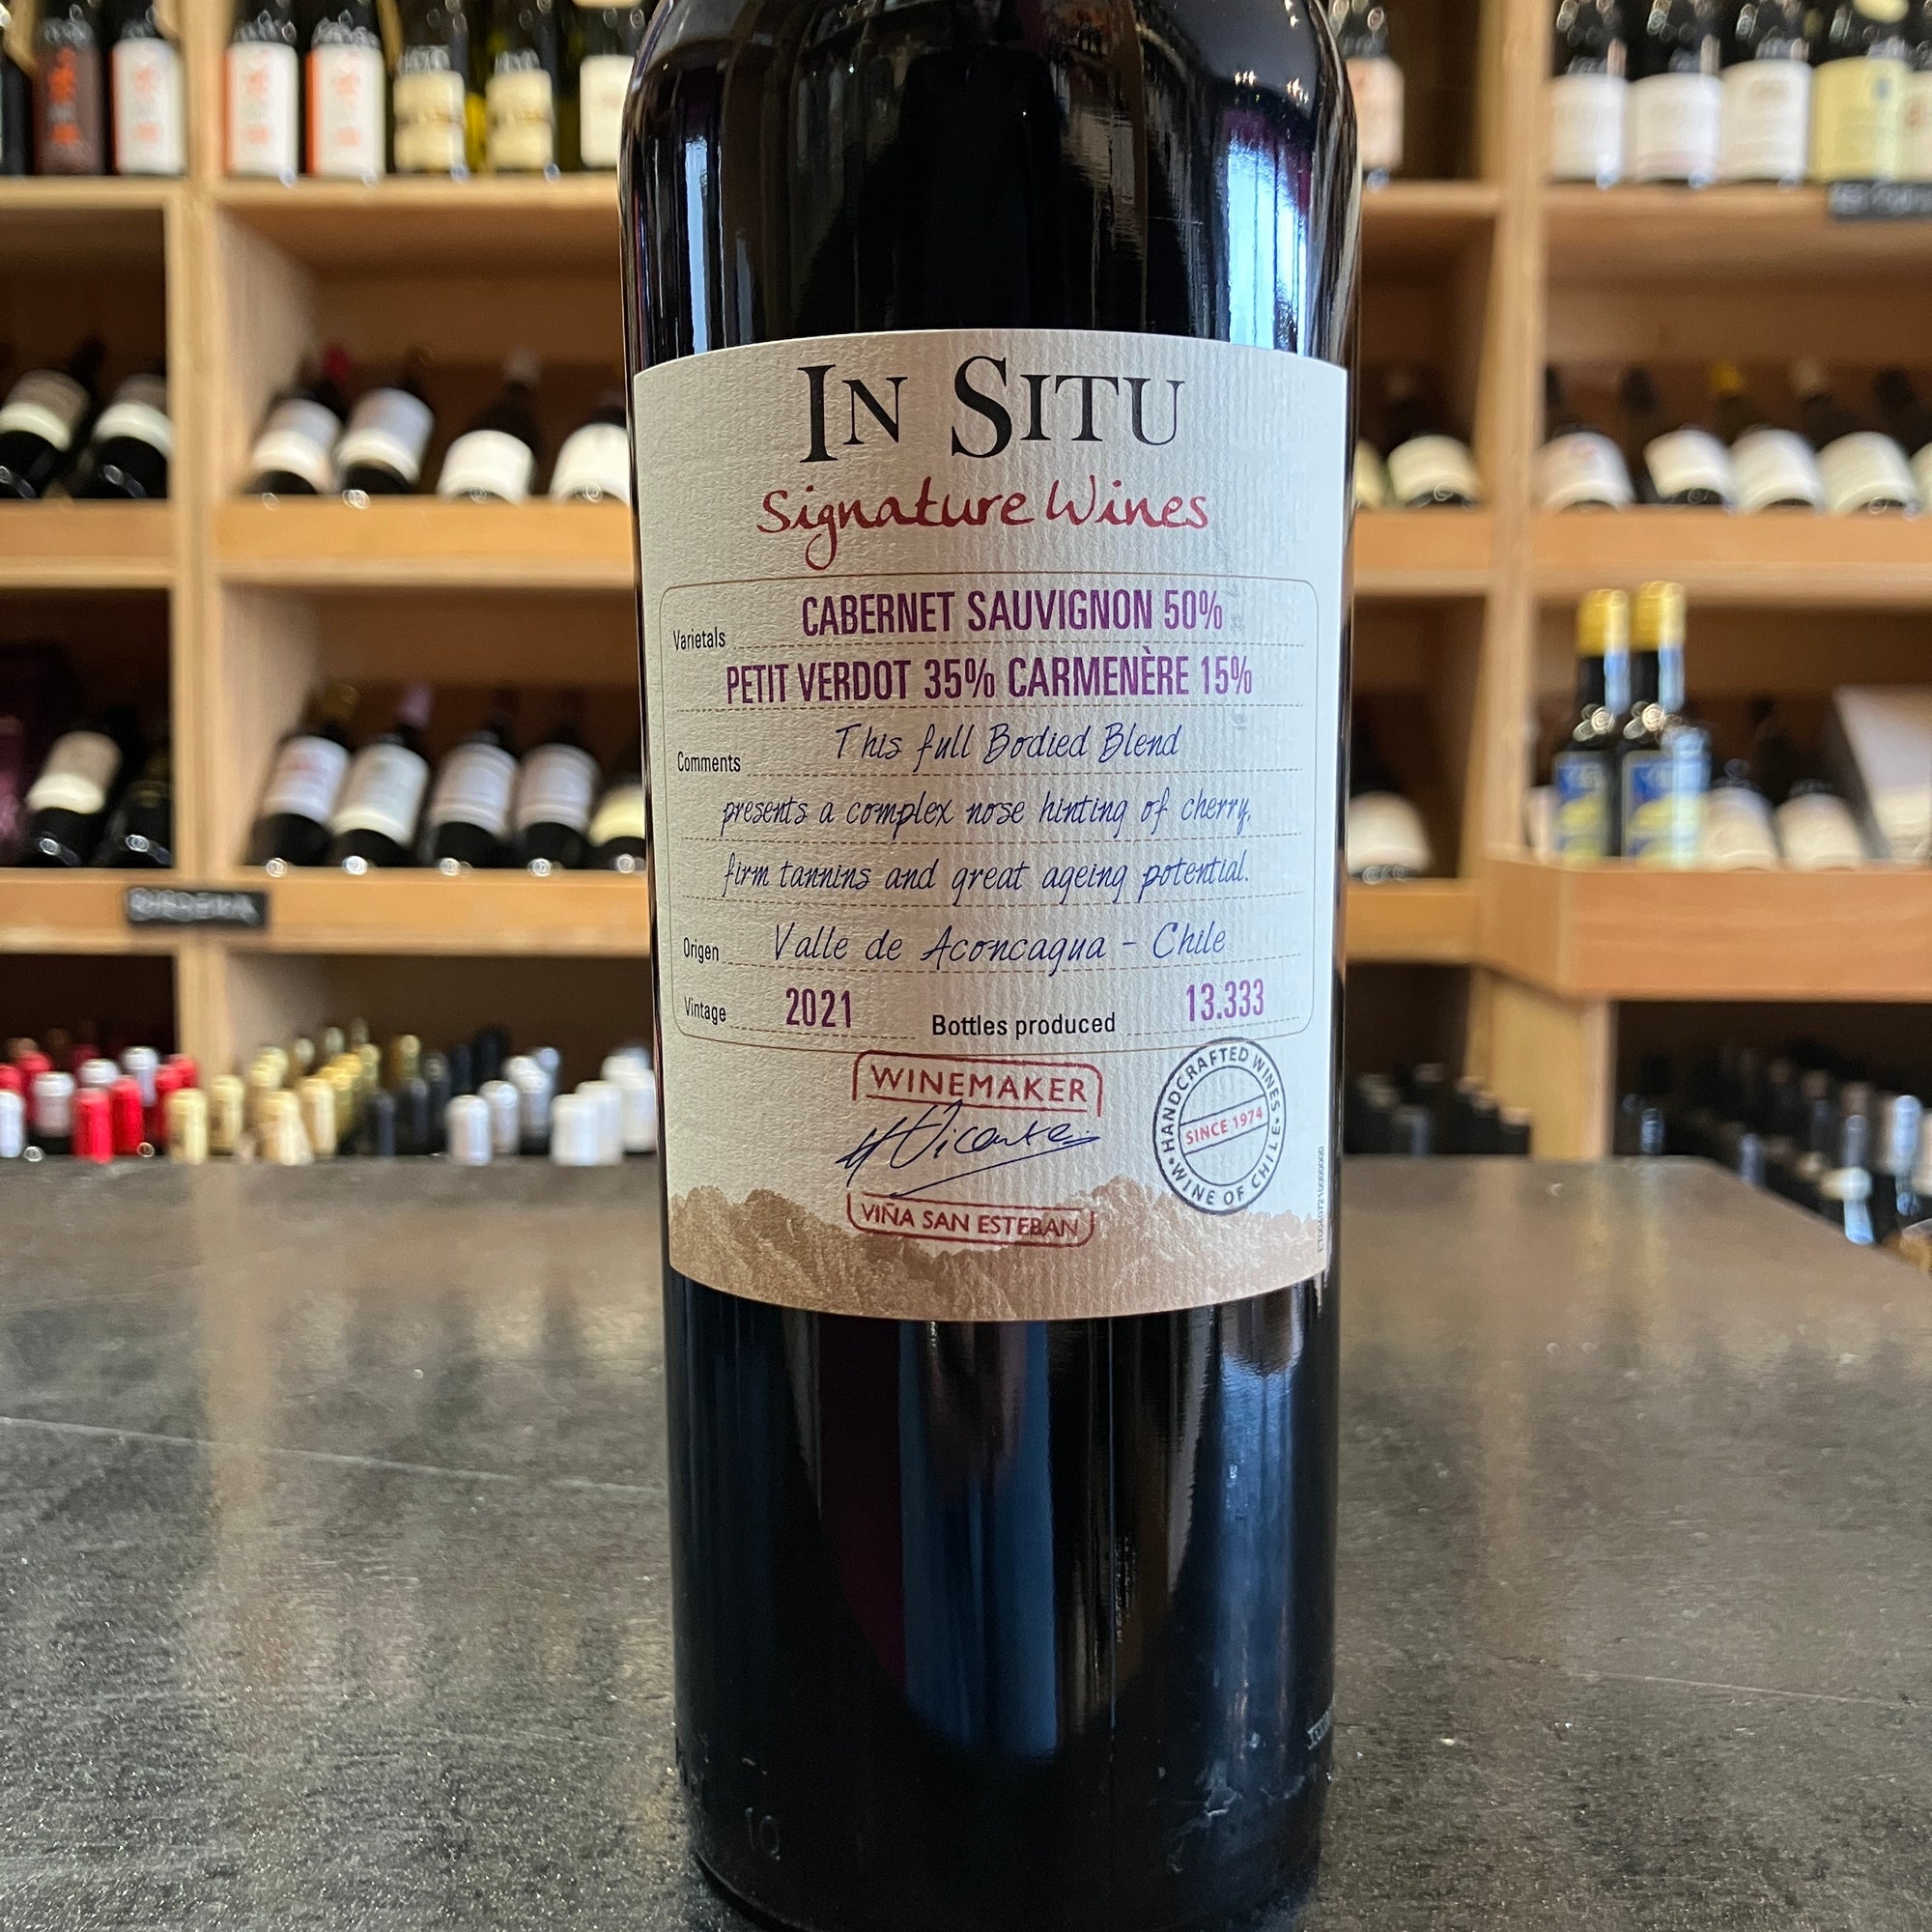 IN SITU
Signature Wines
Varietals CABERNET SAUVIGNON 50%
PETIT VERDOT 35% CARMENÈRE 15%
Comments This full Bodied Blend
presents a complex nose hinting of cherry,
firm tannins and great ageing potential.
Origen Valle de Aconcagua - Chile
Vintage 2021 Bottles produced 13.333
WINEMAKER
VIÑA SAN ESTEBAN
HANDCRAFTED WINES
SINCE 1974
WINE OF CHILE
10